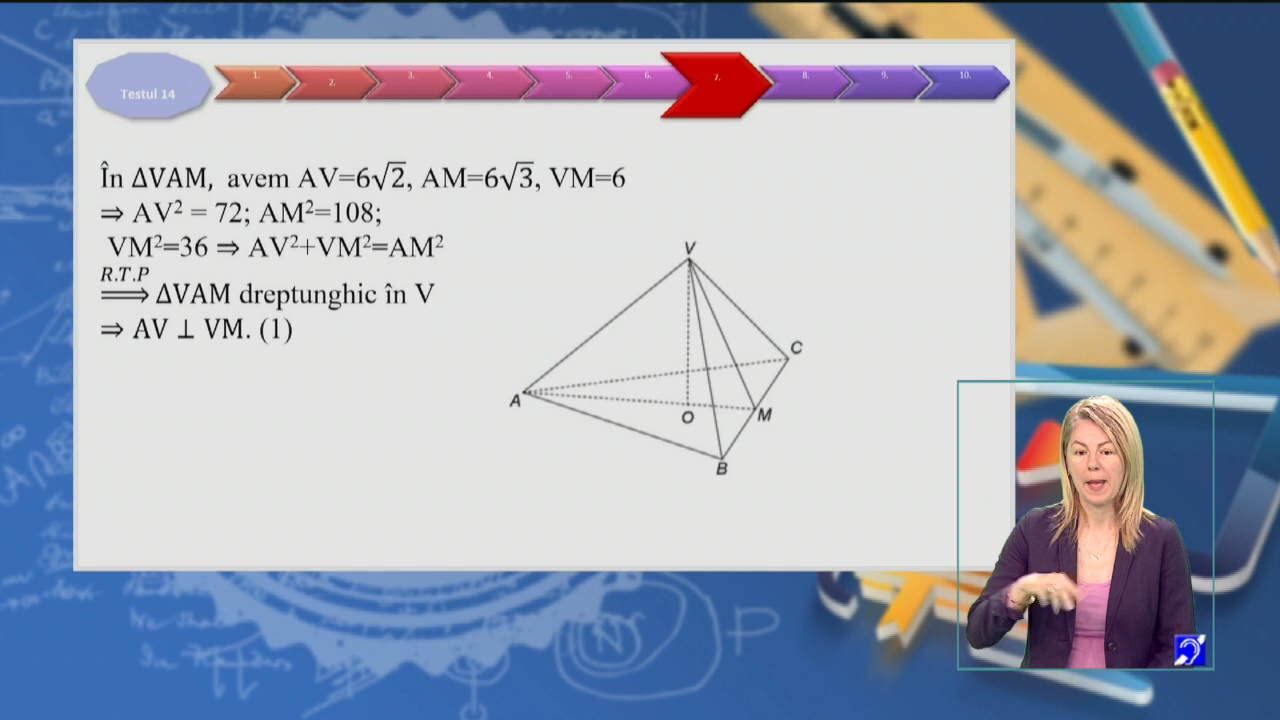 Testul 14
1. 2. 3. 4. 5. 6. 7. 8. 9. 10.
În ΔVAM, avem AV=6√2, AM=6√3, VM=6
⇒ AV² = 72; AM²=108;
VM²=36 ⇒ AV²+VM²=AM²
R.T.P
⟹ ΔVAM dreptunghic în V
⇒ AV ⊥ VM. (1)
V
C
A
O
M
B
N
P